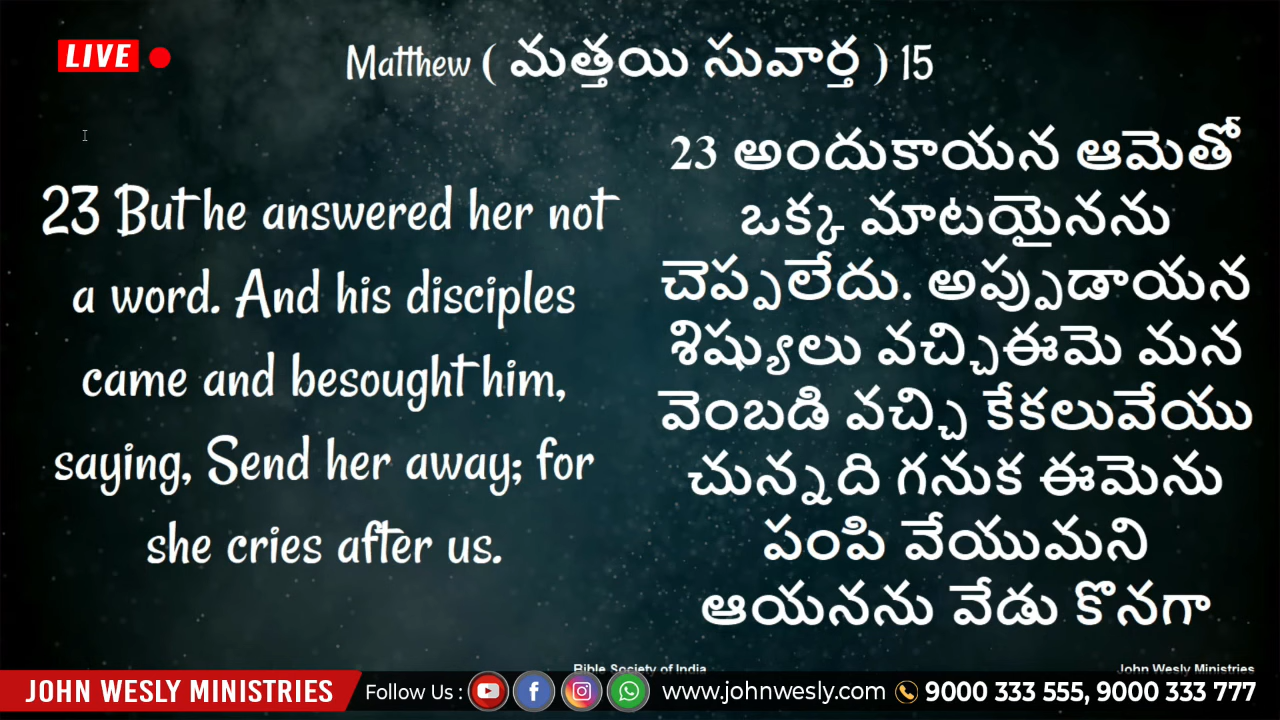 LIVE
Matthew ( మత్తయి సువార్త ) 15
23 But he answered her not
a word. And his disciples
came and besought him,
saying, Send her away; for
she cries after us.
23 అందుకాయన ఆమెతో
ఒక్క మాటయైనను
చెప్పలేదు. అప్పుడాయన
శిష్యులు వచ్చిఈమె మన
వెంబడి వచ్చి కేకలువేయు
చున్నది గనుక ఈమెను
పంపి వేయుమని
ఆయనను వేడు కొనగా
Bible Society of India
John Wesly Ministries
JOHN WESLY MINISTRIES
Follow Us :
www.johnwesly.com
9000 333 555, 9000 333 777